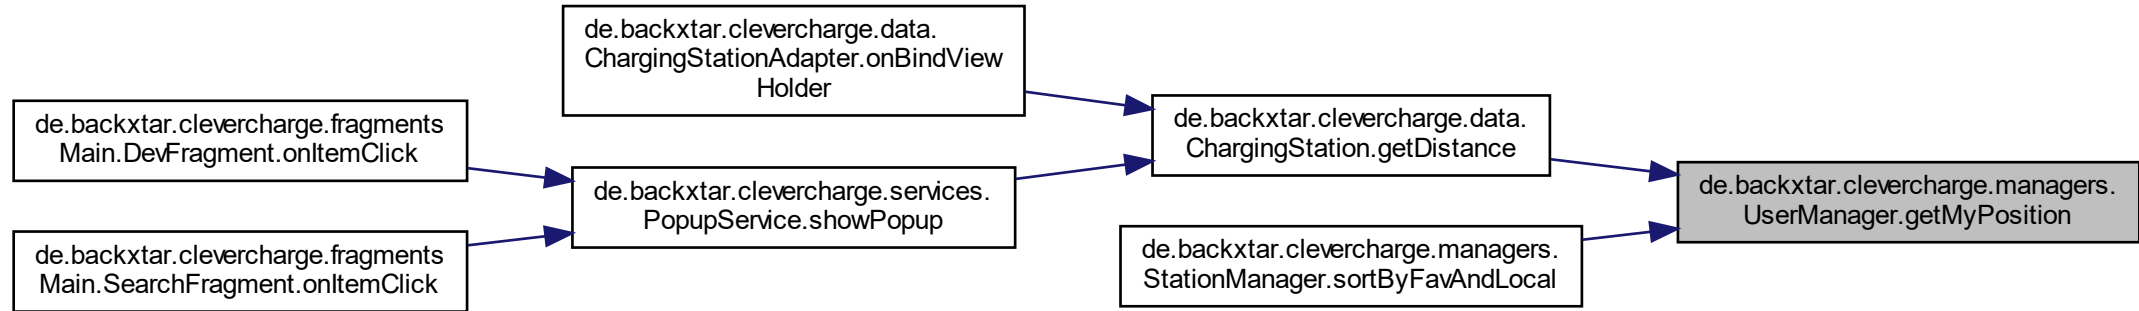 de.backxtar.clevercharge.data.
ChargingStationAdapter.onBindView
Holder
de.backxtar.clevercharge.fragments
Main.DevFragment.onItemClick
de.backxtar.clevercharge.data.
ChargingStation.getDistance
de.backxtar.clevercharge.services.
PopupService.showPopup
de.backxtar.clevercharge.managers.
UserManager.getMyPosition
de.backxtar.clevercharge.fragments
Main.SearchFragment.onItemClick
de.backxtar.clevercharge.managers.
StationManager.sortByFavAndLocal